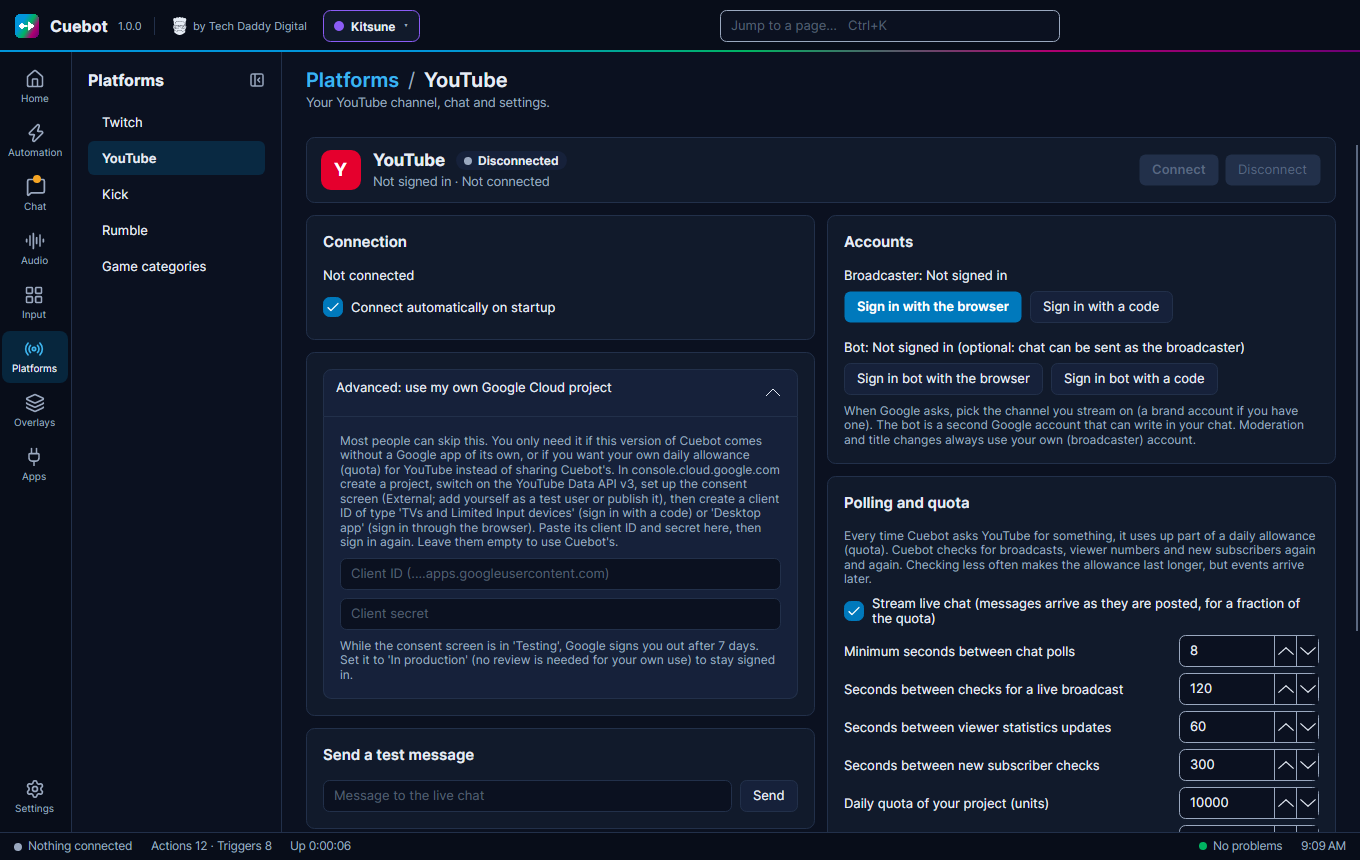 Cuebot 1.0.0 by Tech Daddy Digital Kitsune
Jump to a page... Ctrl+K
Home
Automation
Chat
Audio
Input
Platforms
Overlays
Apps
Settings
Platforms
Twitch
YouTube
Kick
Rumble
Game categories
Platforms / YouTube
Your YouTube channel, chat and settings.
Y
YouTube Disconnected
Not signed in · Not connected
Connect Disconnect
Connection
Not connected
Connect automatically on startup
Advanced: use my own Google Cloud project
Most people can skip this. You only need it if this version of Cuebot comes
without a Google app of its own, or if you want your own daily allowance
(quota) for YouTube instead of sharing Cuebot's. In console.cloud.google.com
create a project, switch on the YouTube Data API v3, set up the consent
screen (External; add yourself as a test user or publish it), then create a client
ID of type 'TVs and Limited Input devices' (sign in with a code) or 'Desktop
app' (sign in through the browser). Paste its client ID and secret here, then
sign in again. Leave them empty to use Cuebot's.
Client ID (....apps.googleusercontent.com)
Client secret
While the consent screen is in 'Testing', Google signs you out after 7 days.
Set it to 'In production' (no review is needed for your own use) to stay signed
in.
Send a test message
Message to the live chat
Send
Accounts
Broadcaster: Not signed in
Sign in with the browser Sign in with a code
Bot: Not signed in (optional: chat can be sent as the broadcaster)
Sign in bot with the browser Sign in bot with a code
When Google asks, pick the channel you stream on (a brand account if you have
one). The bot is a second Google account that can write in your chat. Moderation
and title changes always use your own (broadcaster) account.
Polling and quota
Every time Cuebot asks YouTube for something, it uses up part of a daily allowance
(quota). Cuebot checks for broadcasts, viewer numbers and new subscribers again
and again. Checking less often makes the allowance last longer, but events arrive
later.
Stream live chat (messages arrive as they are posted, for a fraction of
the quota)
Minimum seconds between chat polls 8
Seconds between checks for a live broadcast 120
Seconds between viewer statistics updates 60
Seconds between new subscriber checks 300
Daily quota of your project (units) 10000
Nothing connected Actions 12 · Triggers 8 Up 0:00:06
No problems 9:09 AM